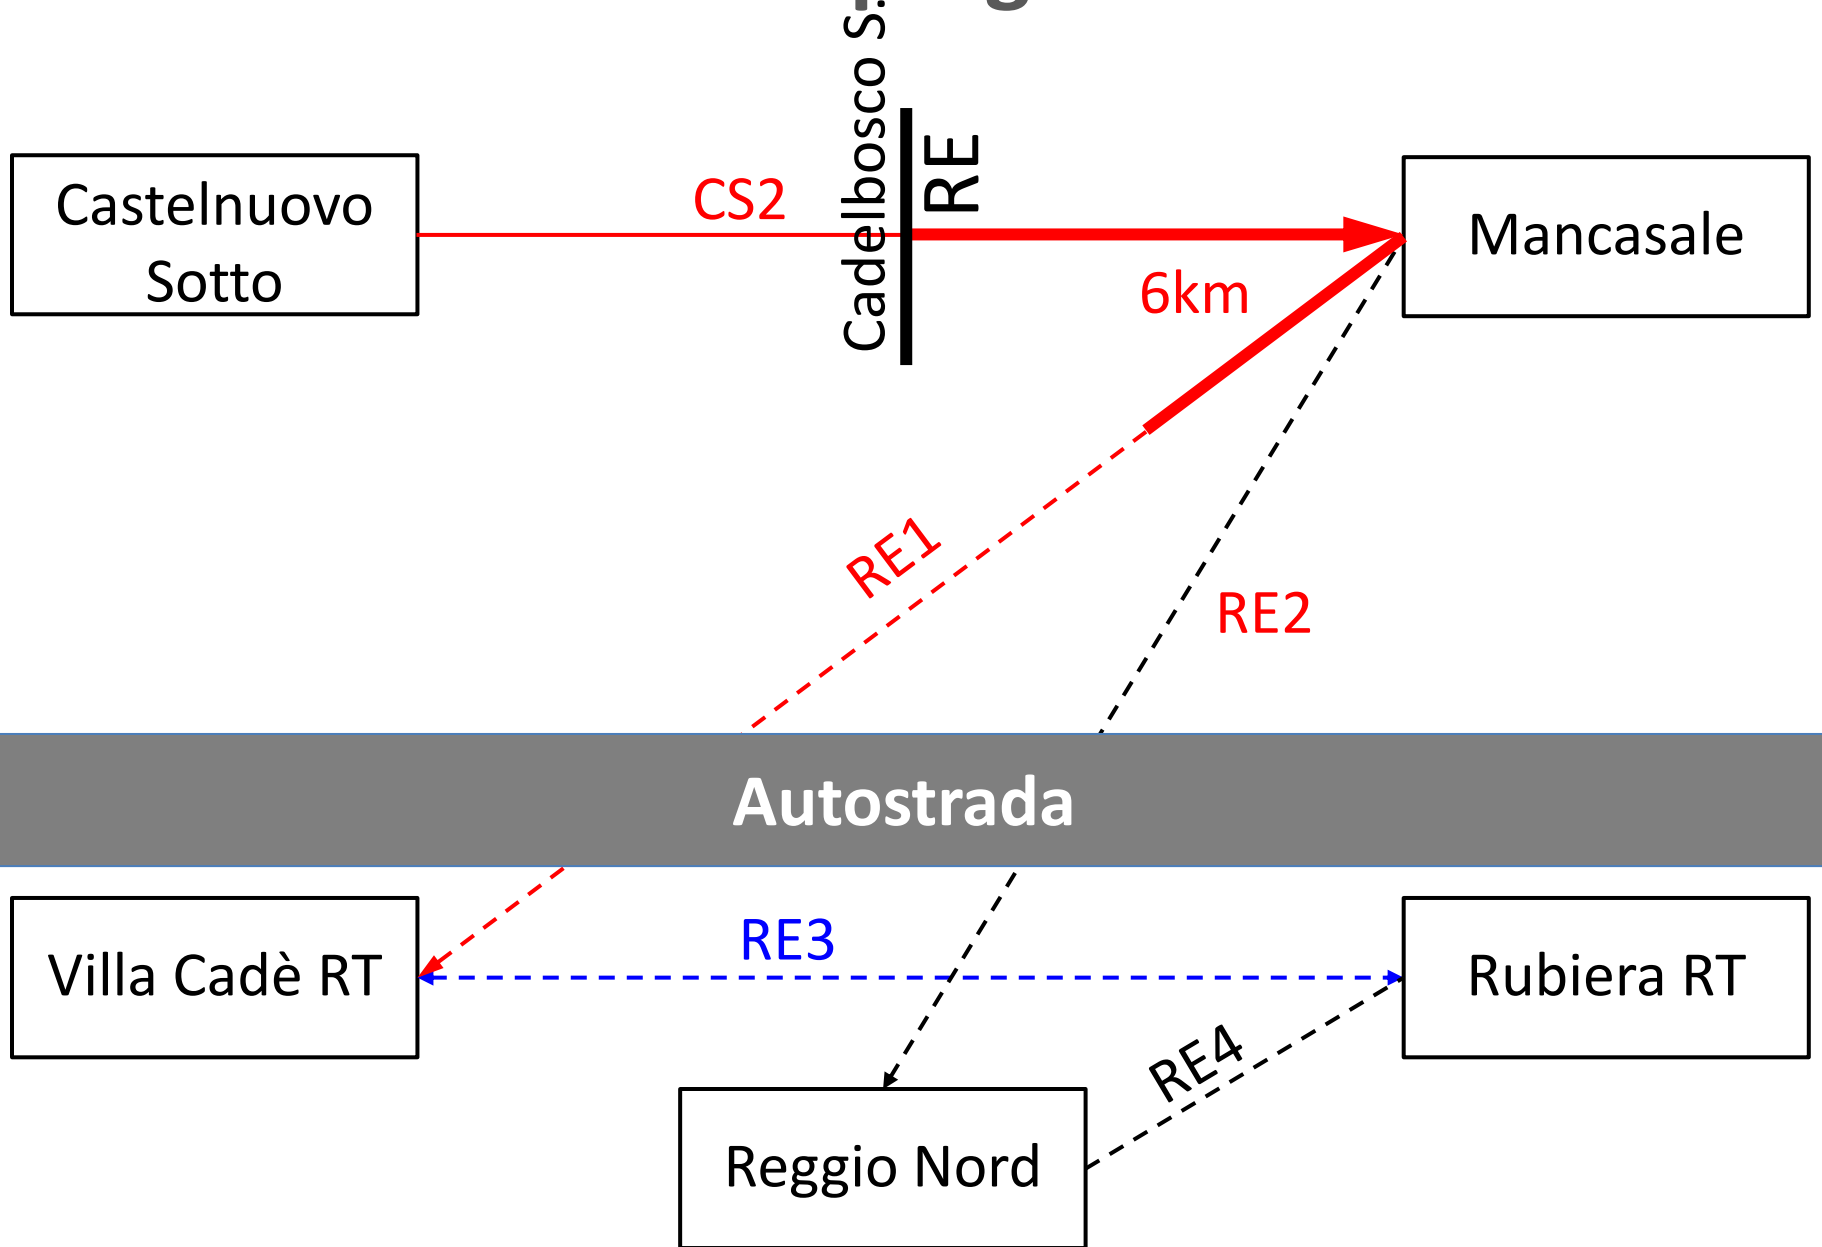 Cadelbosco S.
RE
Castelnuovo
Sotto
CS2
Mancasale
6km
RE1
RE2
Autostrada
Villa Cadè RT
RE3
Rubiera RT
RE4
Reggio Nord